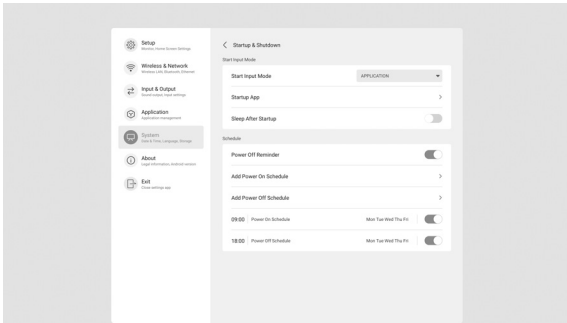 Setup
Monitor, Home Screen Settings
Wireless & Network
Wireless LAN, Bluetooth, Ethernet
Input & Output
Sound output, Input settings
Application
Application management
System
Date & Time, Language, Storage
About
Legal information, Android version
Exit
Close settings app
Startup & Shutdown
Start Input Mode
Start Input Mode APPLICATION
Startup App
Sleep After Startup
Schedule
Power Off Reminder
Add Power On Schedule
Add Power Off Schedule
09:00 Power On Schedule Mon Tue Wed Thu Fri
18:00 Power Off Schedule Mon Tue Wed Thu Fri